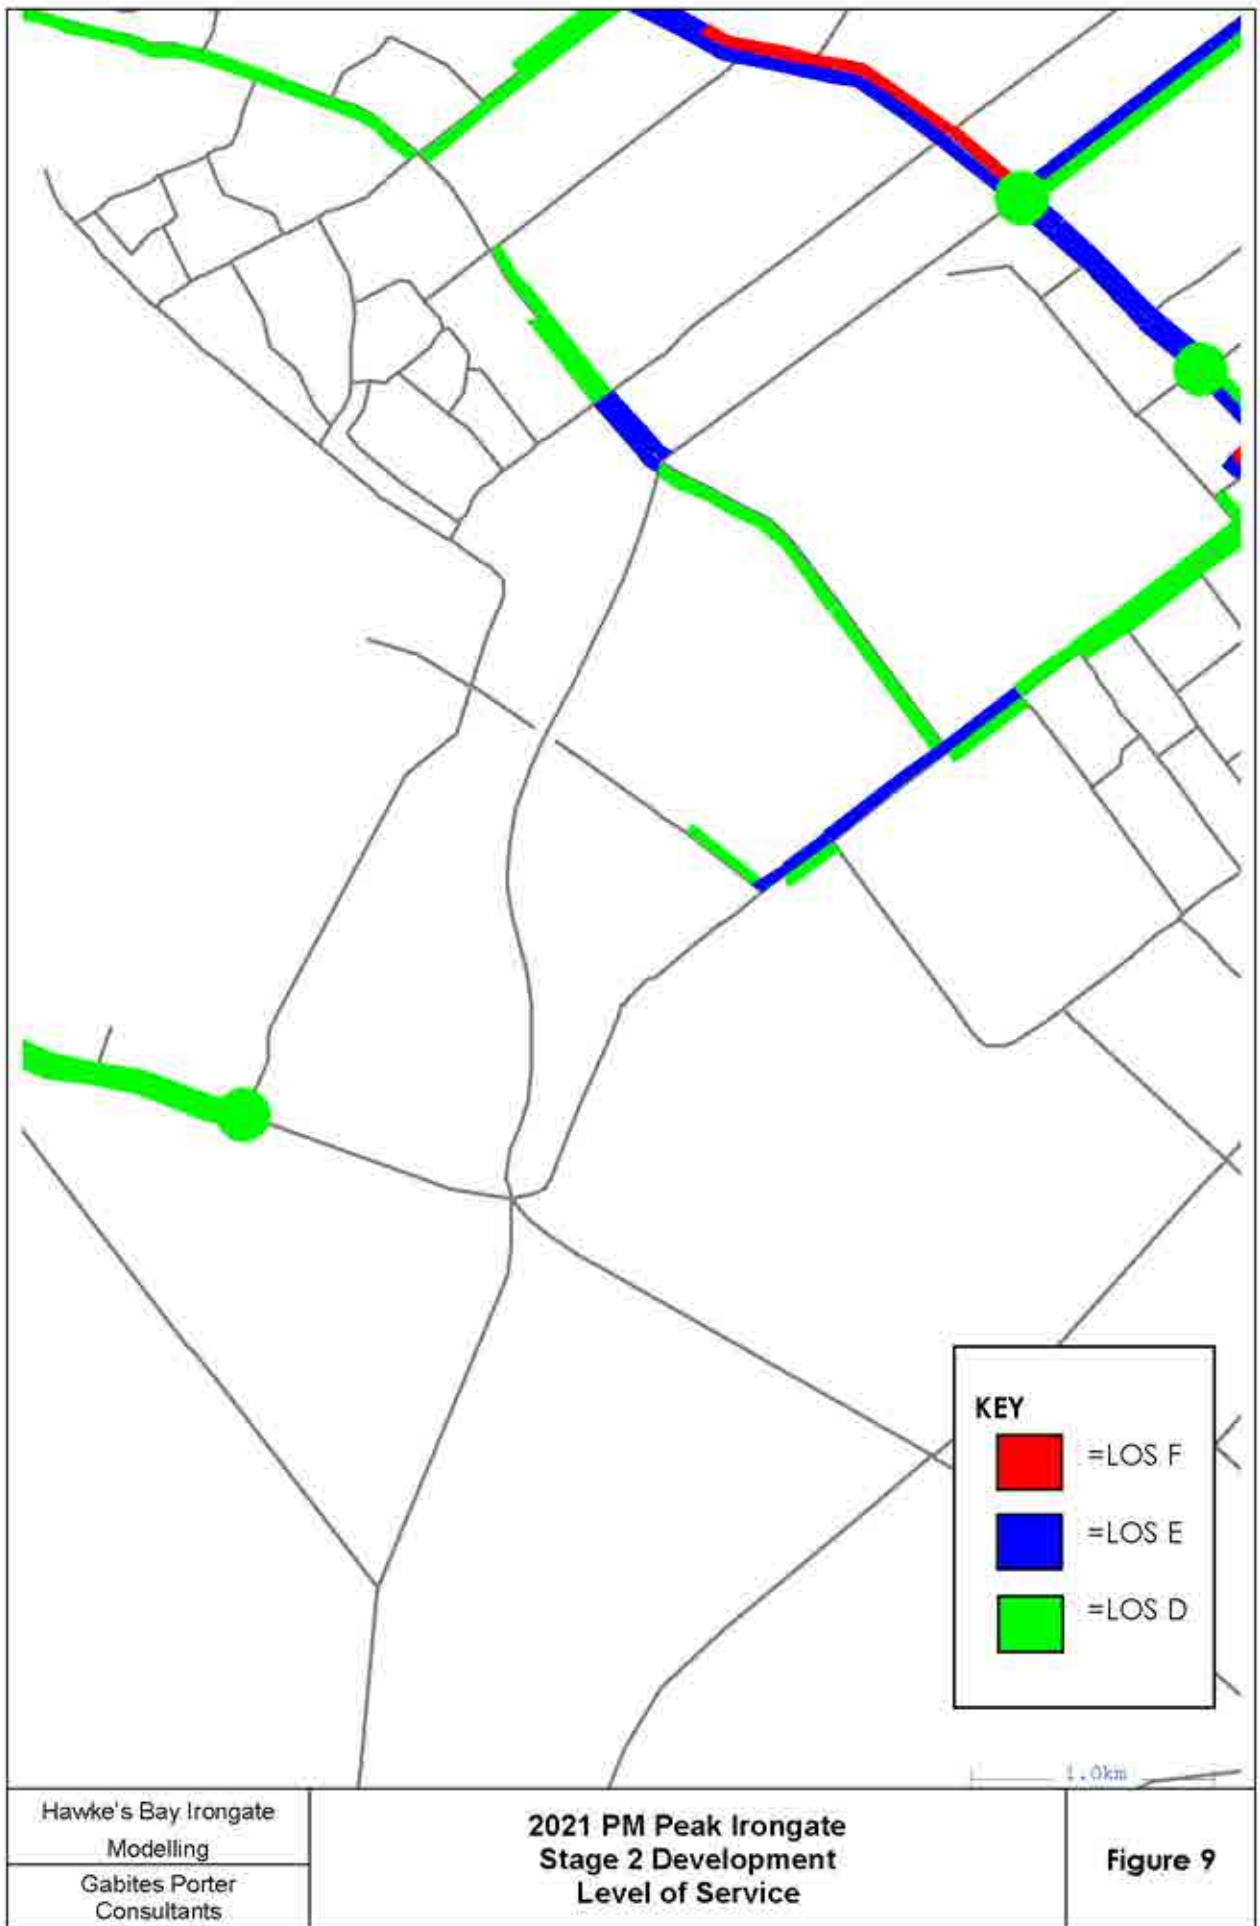 KEY
=LOS F
=LOS E
=LOS D
1.0km
Hawke's Bay Irongate
Modelling
Gabites Porter
Consultants
2021 PM Peak Irongate
Stage 2 Development
Level of Service
Figure 9